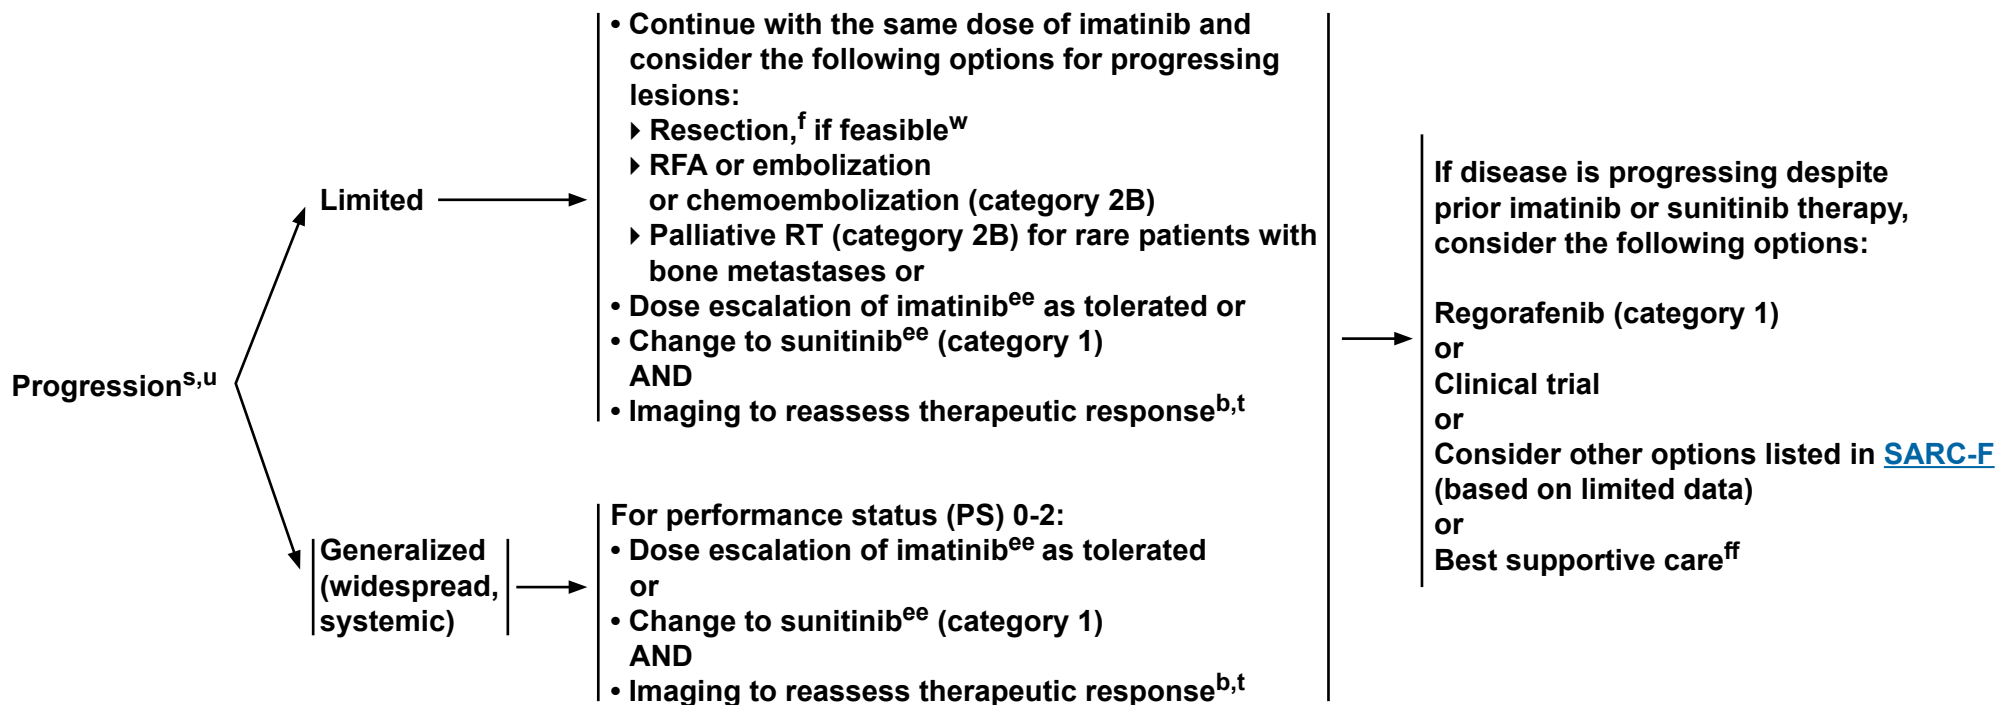 Progression^s,u
Limited
• Continue with the same dose of imatinib and
consider the following options for progressing
lesions:
▸ Resection,^f if feasible^w
▸ RFA or embolization
or chemoembolization (category 2B)
▸ Palliative RT (category 2B) for rare patients with
bone metastases or
• Dose escalation of imatinib^ee as tolerated or
• Change to sunitinib^ee (category 1)
AND
• Imaging to reassess therapeutic response^b,t
Generalized
(widespread,
systemic)
For performance status (PS) 0-2:
• Dose escalation of imatinib^ee as tolerated
or
• Change to sunitinib^ee (category 1)
AND
• Imaging to reassess therapeutic response^b,t
If disease is progressing despite
prior imatinib or sunitinib therapy,
consider the following options:
Regorafenib (category 1)
or
Clinical trial
or
Consider other options listed in SARC-F
(based on limited data)
or
Best supportive care^ff